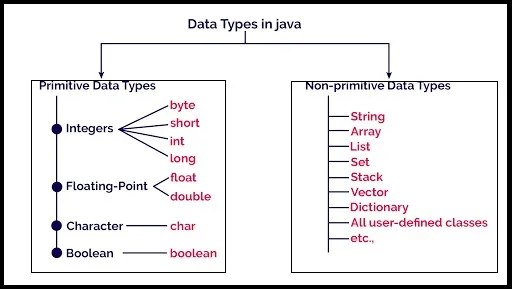 Data Types in java
Primitive Data Types
Integers
byte
short
int
long
Floating-Point
float
double
Character
char
Boolean
boolean
Non-primitive Data Types
String
Array
List
Set
Stack
Vector
Dictionary
All user-defined classes
etc.,